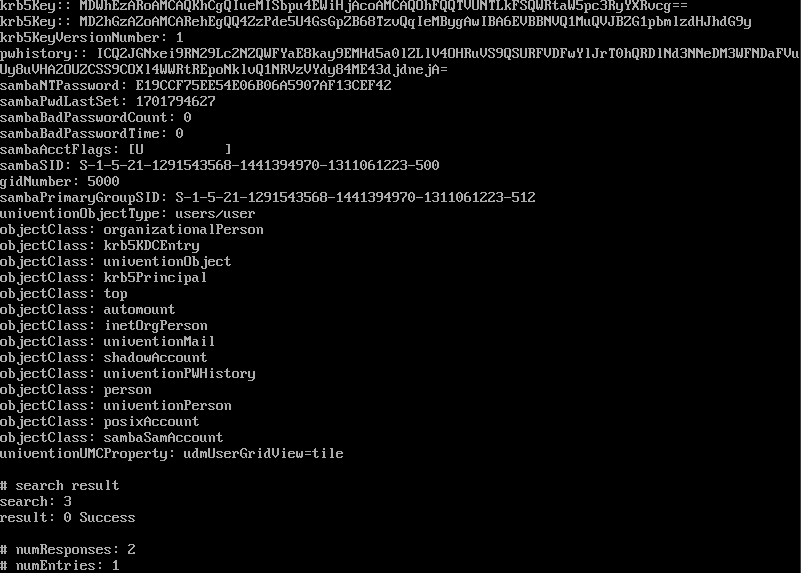 krb5Key:: MDWhEzARoAMCAQKhCgQIueMISbpu4EWiHjAcoAMCAQOhFQQTVUNTLkFSQWRtaW5pc3RyYXRvcg==
krb5Key:: MDZhGzAZoAMCARehEgQQ4ZzPde5U4GsGpZB68TzvQqIeMBygAwIBA6EVBBNVQ1MuQVJBZG1pbmlzdHJhdG9y
krb5KeyVersionNumber: 1
pwhistory:: ICQ2JGNxei9RN29Lc2NZQWFYaE8kay9EMHd5a0lZLlV4OHRuVS9QSURFVDFwYlJrT0hQRDlNd3NNeDM3WFNDaFVu
Uy8uVHA2OUZCSS9COXl4WWRtREpoNklvQ1NRVzVYdy84ME43djdnejA=
sambaNTPassword: E19CCF75EE54E06B06A5907AF13CEF42
sambaPwdLastSet: 1701794627
sambaBadPasswordCount: 0
sambaBadPasswordTime: 0
sambaAcctFlags: [U          ]
sambaSID: S-1-5-21-1291543568-1441394970-1311061223-500
gidNumber: 5000
sambaPrimaryGroupSID: S-1-5-21-1291543568-1441394970-1311061223-512
univentionObjectType: users/user
objectClass: organizationalPerson
objectClass: krb5KDCEntry
objectClass: univentionObject
objectClass: krb5Principal
objectClass: top
objectClass: automount
objectClass: inetOrgPerson
objectClass: univentionMail
objectClass: shadowAccount
objectClass: univentionPWHistory
objectClass: person
objectClass: univentionPerson
objectClass: posixAccount
objectClass: sambaSamAccount
univentionUMCProperty: udmUserGridView=tile
# search result
search: 3
result: 0 Success
# numResponses: 2
# numEntries: 1